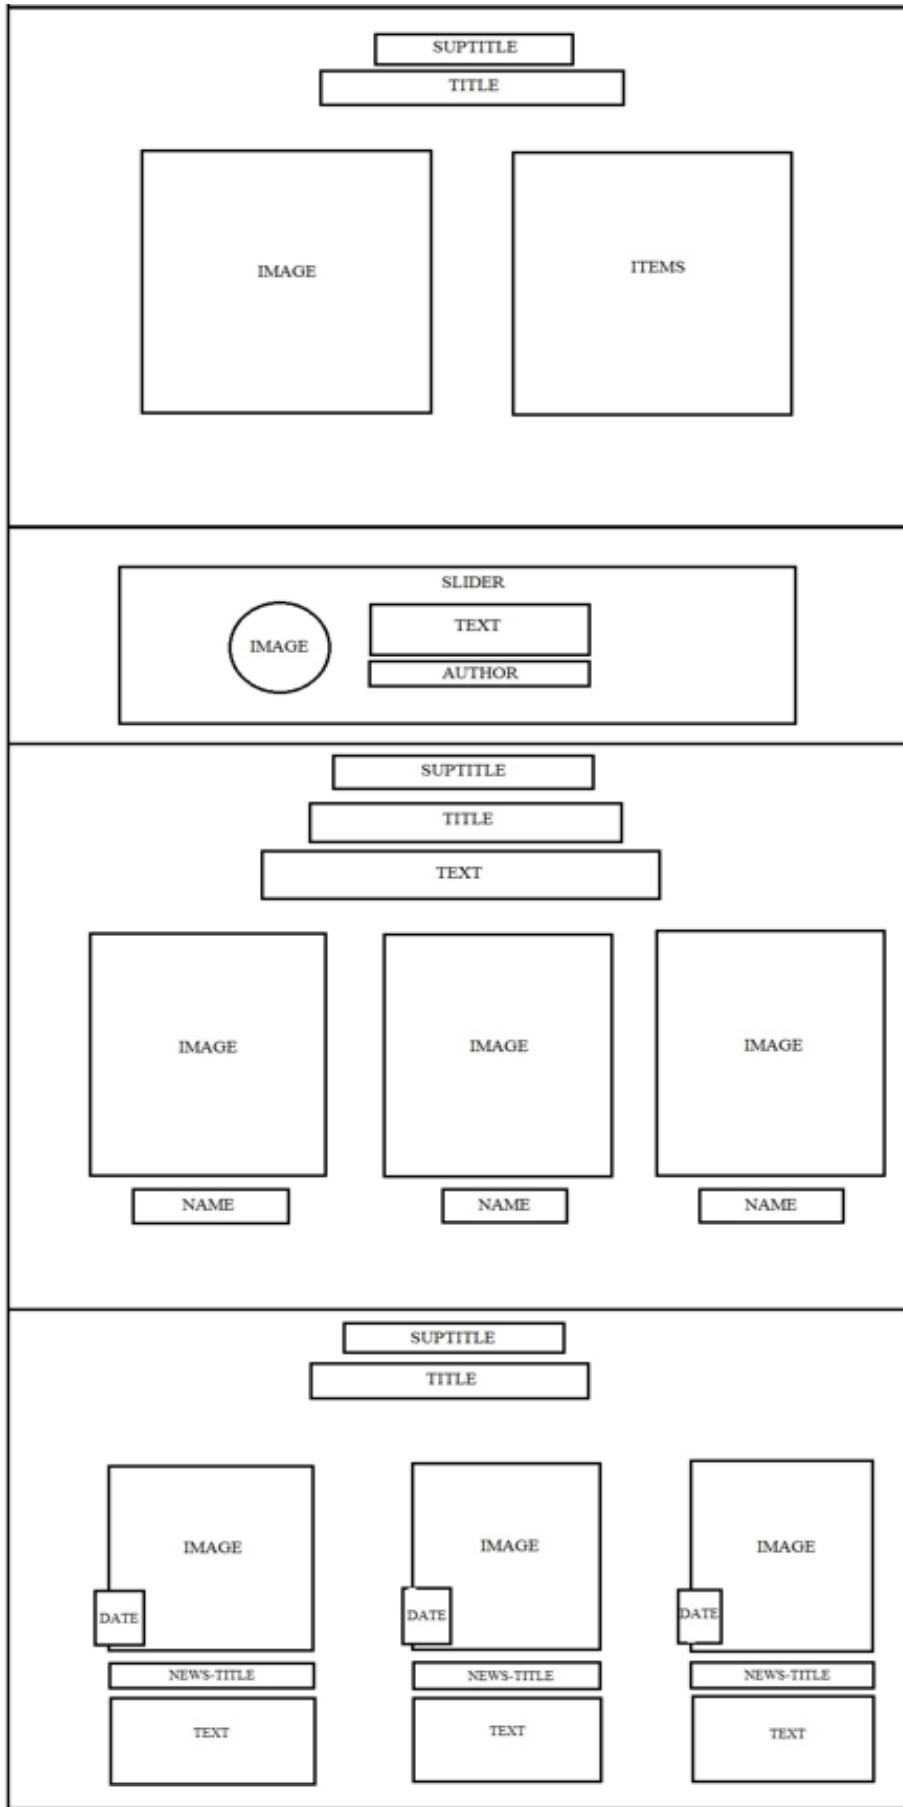 SUPTITLE
TITLE
IMAGE
ITEMS
SLIDER
IMAGE
TEXT
AUTHOR
SUPTITLE
TITLE
TEXT
IMAGE
IMAGE
IMAGE
NAME
NAME
NAME
SUPTITLE
TITLE
IMAGE
IMAGE
IMAGE
DATE
DATE
DATE
NEWS-TITLE
NEWS-TITLE
NEWS-TITLE
TEXT
TEXT
TEXT